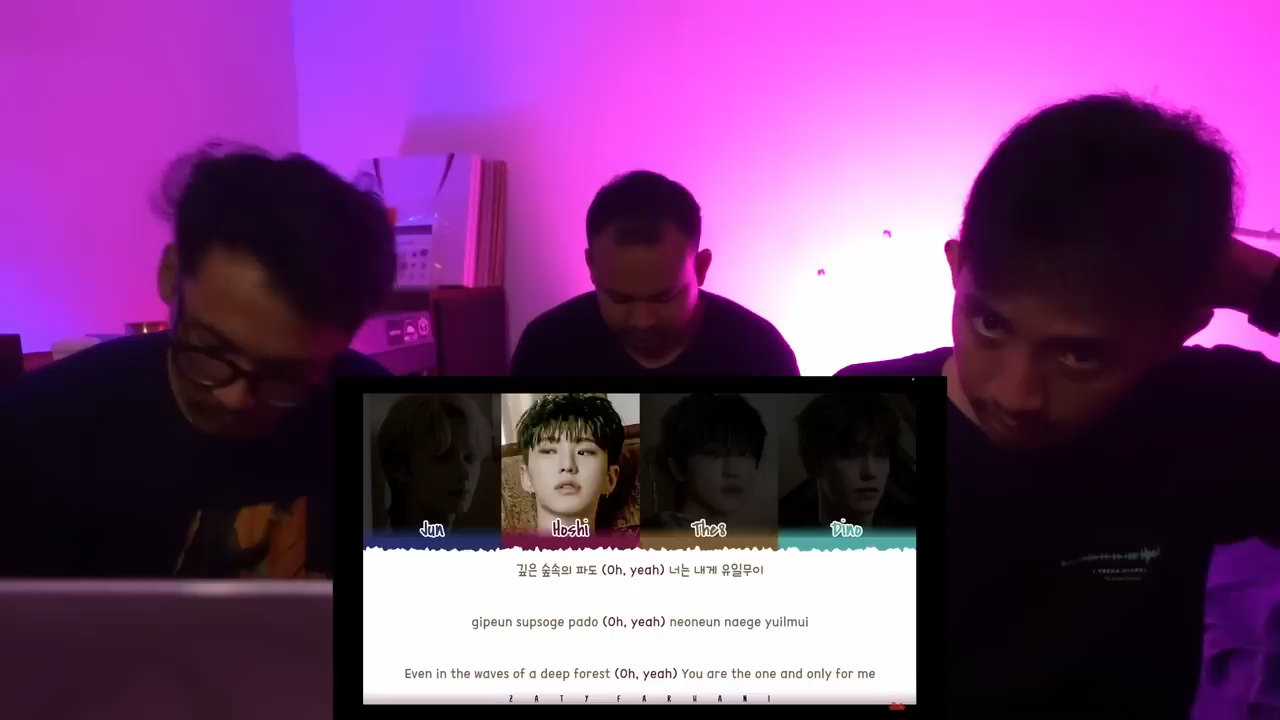 Jun
Hoshi
The8
Dino
깊은 숲속의 파도 (Oh, yeah) 너는 내게 유일무이
gipeun supsoge pado (Oh, yeah) neoneun naege yuilmui
Even in the waves of a deep forest (Oh, yeah) You are the one and only for me
ZATY FARHANI